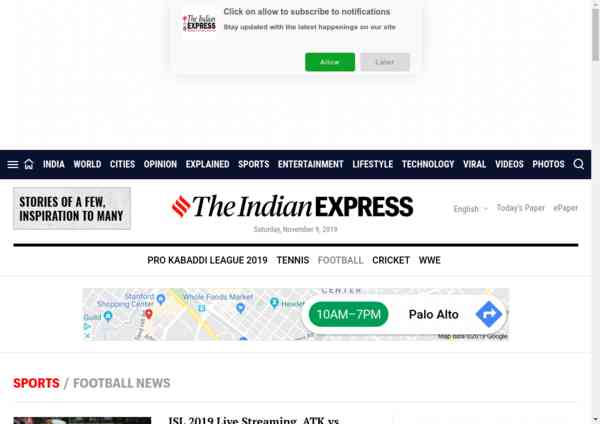 The Indian
EXPRESS
Click on allow to subscribe to notifications
Stay updated with the latest happenings on our site
Allow
Later
INDIA WORLD CITIES OPINION EXPLAINED SPORTS ENTERTAINMENT LIFESTYLE TECHNOLOGY VIRAL VIDEOS PHOTOS
STORIES OF A FEW,
INSPIRATION TO MANY
The Indian EXPRESS
English Today's Paper ePaper
Saturday, November 9, 2019
PRO KABADDI LEAGUE 2019 TENNIS FOOTBALL CRICKET WWE
CENTER
Stanford
Shopping Center
Whole Foods Market
Guild
10AM–7PM
Palo Alto
Map data ©2019 Google
SPORTS / FOOTBALL NEWS
ISL 2019 Live Streaming, ATK vs